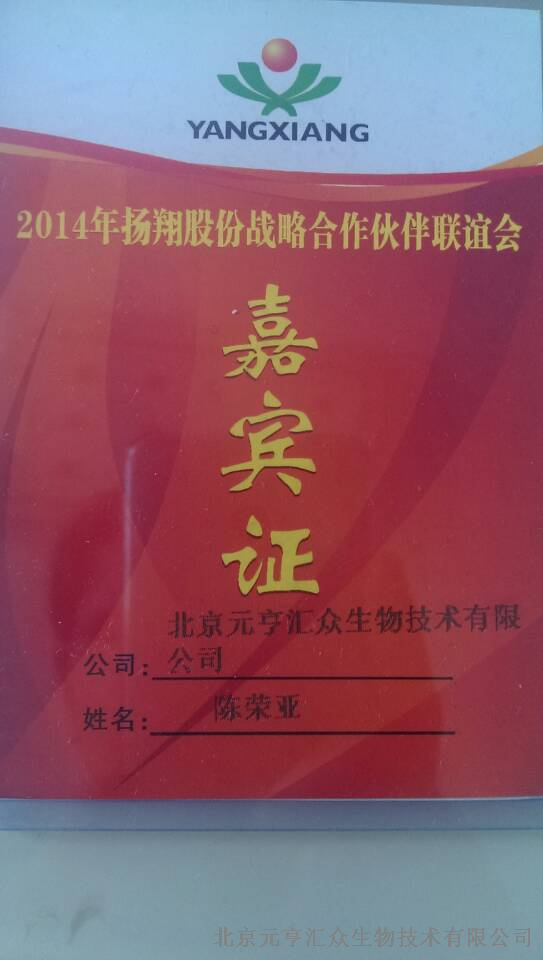 YANGXIANG
2014年扬翔股份战略合作伙伴联谊会
嘉
宾
证
北京元亨汇众生物技术有限
公司：公司
姓名：陈荣亚
北京元亨汇众生物技术有限公司